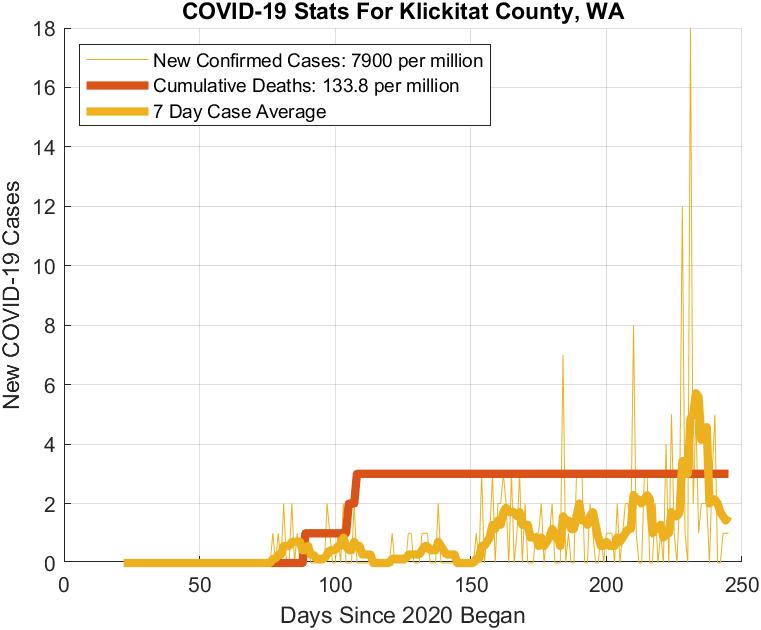 COVID-19 Stats For Klickitat County, WA
New Confirmed Cases: 7900 per million
Cumulative Deaths: 133.8 per million
7 Day Case Average
New COVID-19 Cases
18
16
14
12
10
8
6
4
2
0
0 50 100 150 200 250
Days Since 2020 Began